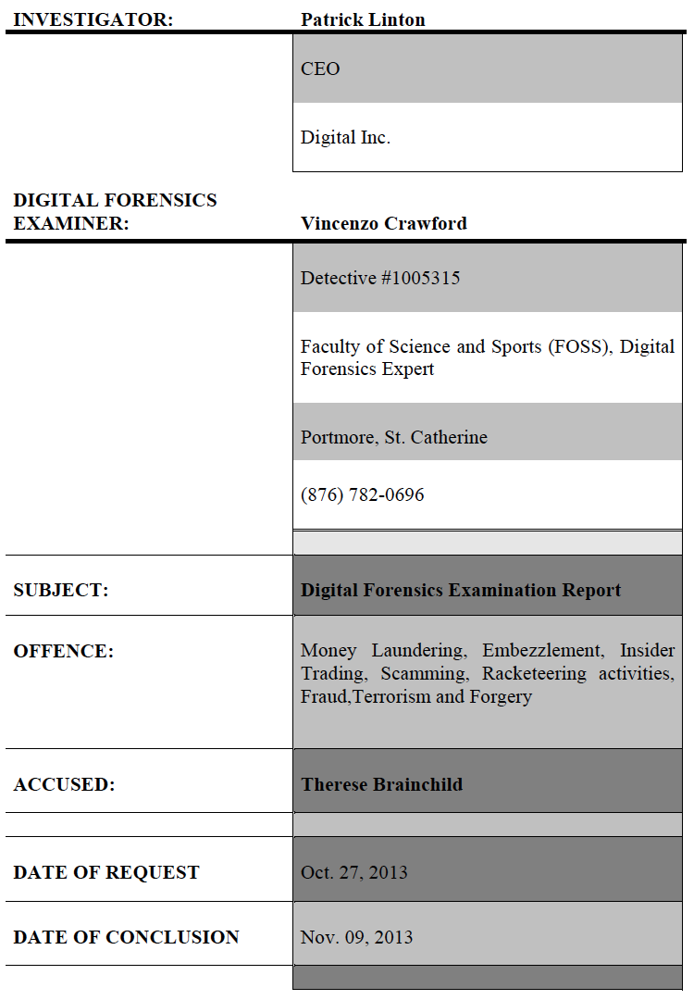 INVESTIGATOR: Patrick Linton
CEO
Digital Inc.
DIGITAL FORENSICS
EXAMINER: Vincenzo Crawford
Detective #1005315
Faculty of Science and Sports (FOSS), Digital
Forensics Expert
Portmore, St. Catherine
(876) 782-0696
SUBJECT: Digital Forensics Examination Report
OFFENCE: Money Laundering, Embezzlement, Insider
Trading, Scamming, Racketeering activities,
Fraud,Terrorism and Forgery
ACCUSED: Therese Brainchild
DATE OF REQUEST Oct. 27, 2013
DATE OF CONCLUSION Nov. 09, 2013